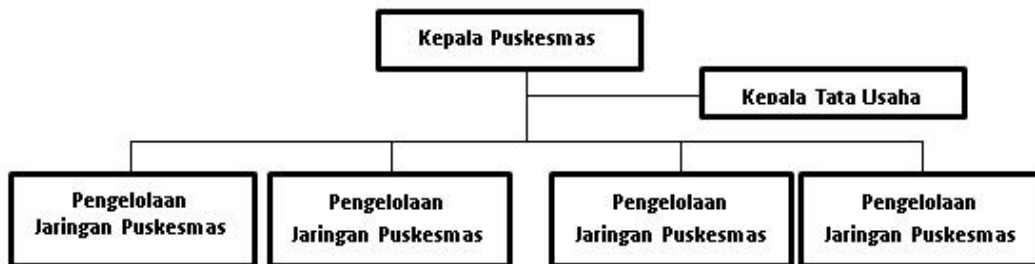 Kepala Puskesmas
Kepala Tata Usaha
Pengelolaan
Jaringan Puskesmas
Pengelolaan
Jaringan Puskesmas
Pengelolaan
Jaringan Puskesmas
Pengelolaan
Jaringan Puskesmas